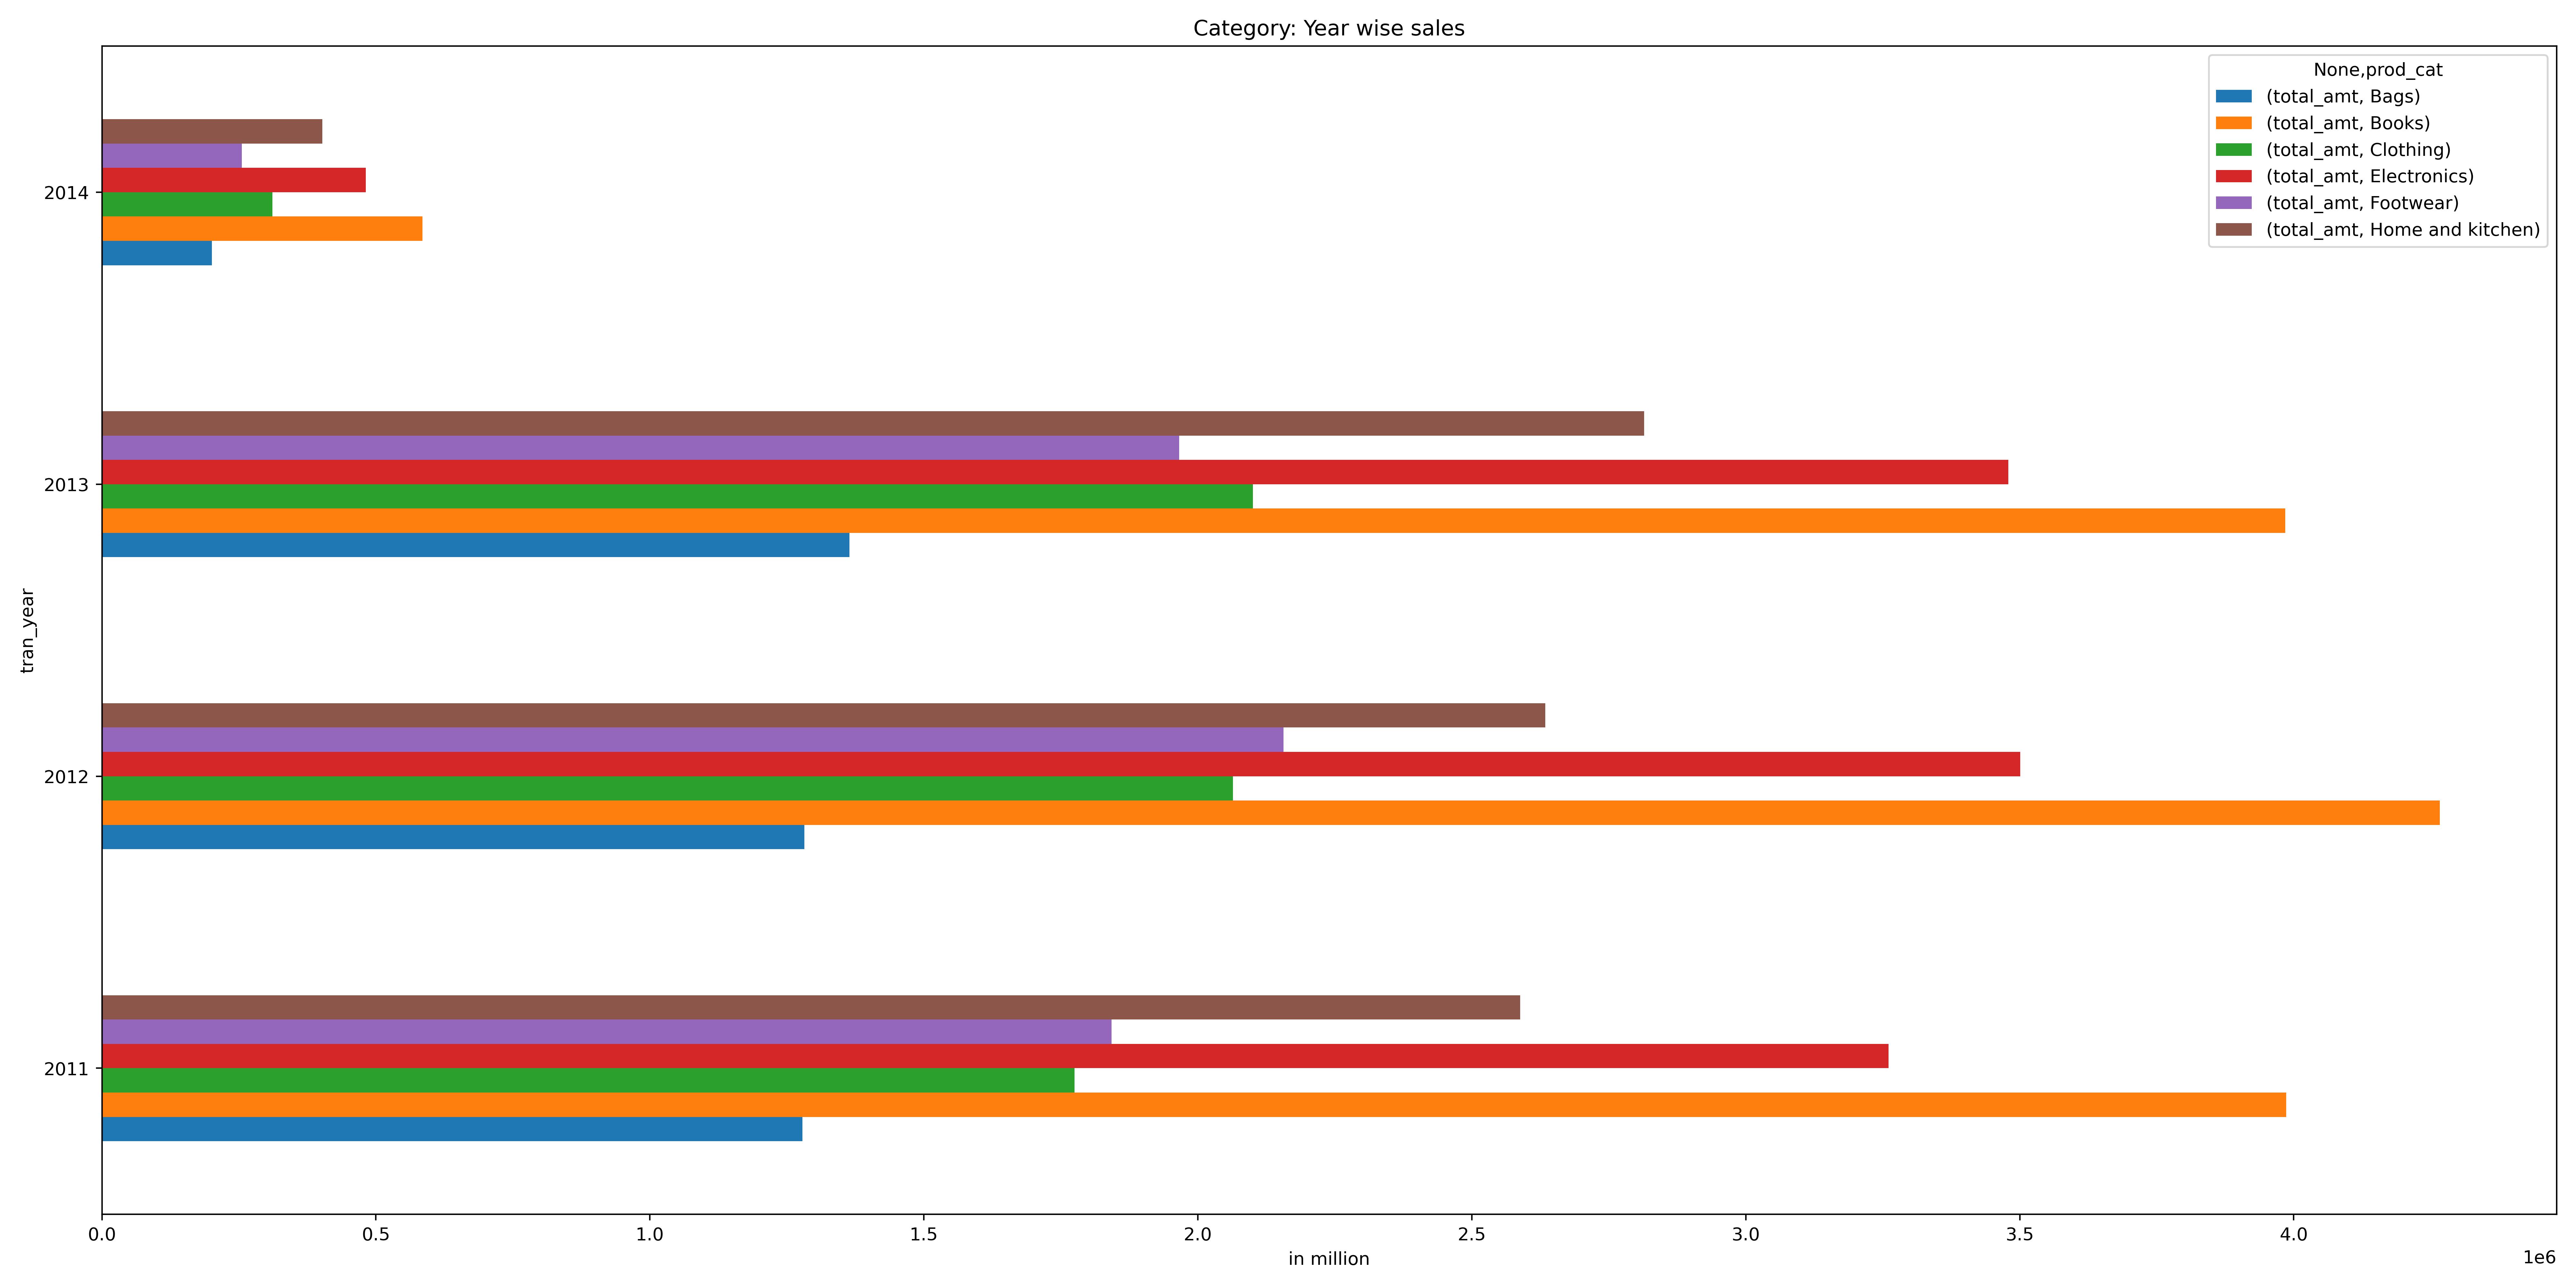 Category: Year wise sales
None,prod_cat
(total_amt, Bags)
(total_amt, Books)
(total_amt, Clothing)
(total_amt, Electronics)
(total_amt, Footwear)
(total_amt, Home and kitchen)
tran_year
2014
2013
2012
2011
0.0 0.5 1.0 1.5 2.0 2.5 3.0 3.5 4.0
in million
1e6